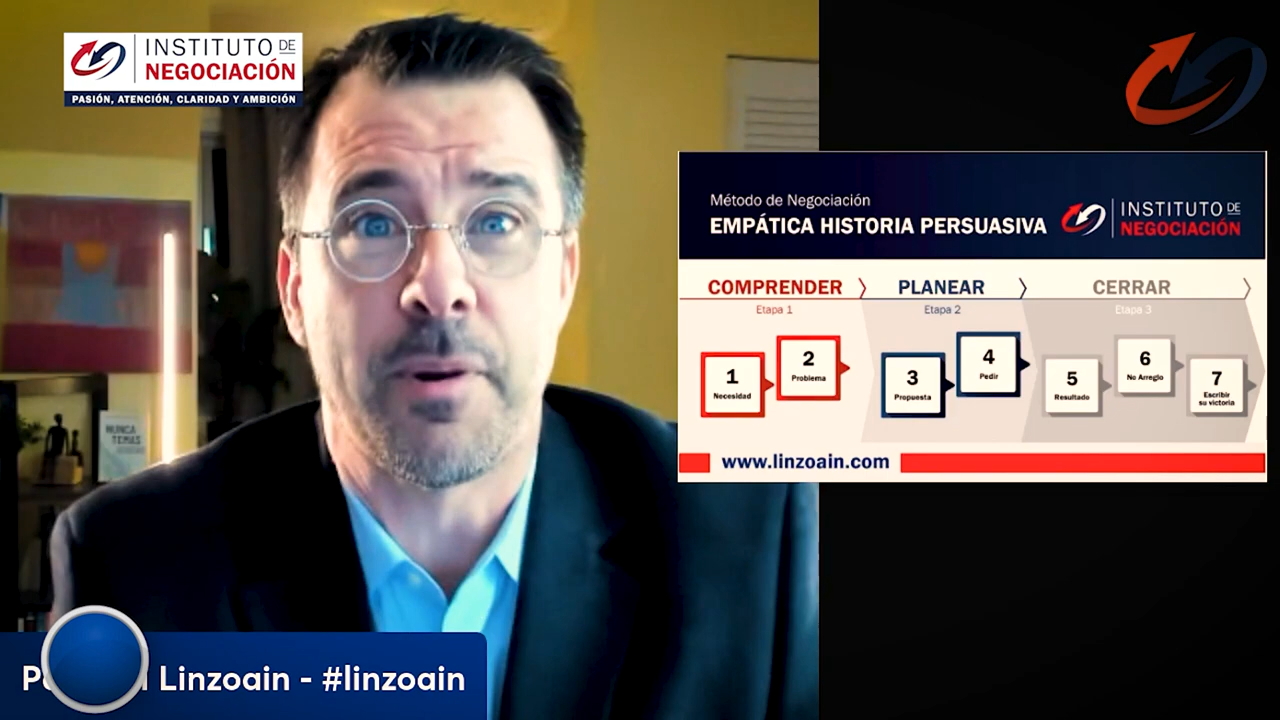 INSTITUTO DE
NEGOCIACIÓN
PASIÓN, ATENCIÓN, CLARIDAD Y AMBICIÓN
NUNCA
TEMAS
Método de Negociación
EMPÁTICA HISTORIA PERSUASIVA
INSTITUTO DE
NEGOCIACIÓN
COMPRENDER
PLANEAR
CERRAR
Etapa 1
Etapa 2
Etapa 3
1
Necesidad
2
Problema
3
Propuesta
4
Pedir
5
Resultado
6
No Arreglo
7
Escribir
su victoria
www.linzoain.com
Linzoain - #linzoain